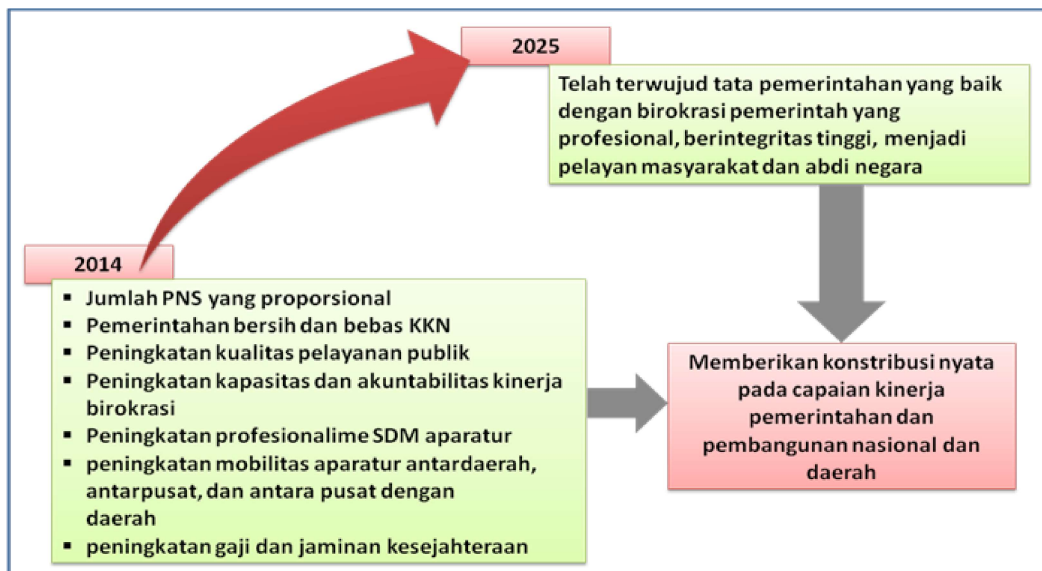 2025
Telah terwujud tata pemerintahan yang baik
dengan birokrasi pemerintah yang
profesional, berintegritas tinggi, menjadi
pelayan masyarakat dan abdi negara
2014
▪ Jumlah PNS yang proporsional
▪ Pemerintahan bersih dan bebas KKN
▪ Peningkatan kualitas pelayanan publik
▪ Peningkatan kapasitas dan akuntabilitas kinerja
birokrasi
▪ Peningkatan profesionalime SDM aparatur
▪ peningkatan mobilitas aparatur antardaerah,
antarpusat, dan antara pusat dengan
daerah
▪ peningkatan gaji dan jaminan kesejahteraan
Memberikan konstribusi nyata
pada capaian kinerja
pemerintahan dan
pembangunan nasional dan
daerah